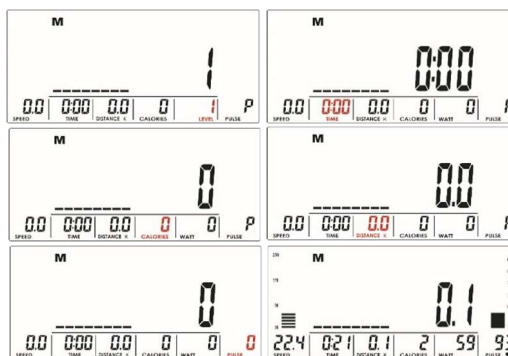 M
1
0.0 0:00 0.0 0 1 P
SPEED TIME DISTANCE K CALORIES LEVEL PULSE
M
0:00
0.0 0:00 0.0 0 0
SPEED TIME DISTANCE K CALORIES WATT PULSE
M
0
0.0 0:00 0.0 0 0 P
SPEED TIME DISTANCE K CALORIES WATT PULSE
M
0.0
0.0 0:00 0.0 0 0
SPEED TIME DISTANCE K CALORIES WATT PULSE
M
0
0.0 0:00 0.0 0 0 0
SPEED TIME DISTANCE K CALORIES WATT PULSE
M
0.1
22.4 0:21 0.1 2 59 93
SPEED TIME DISTANCE K CALORIES WATT PULSE